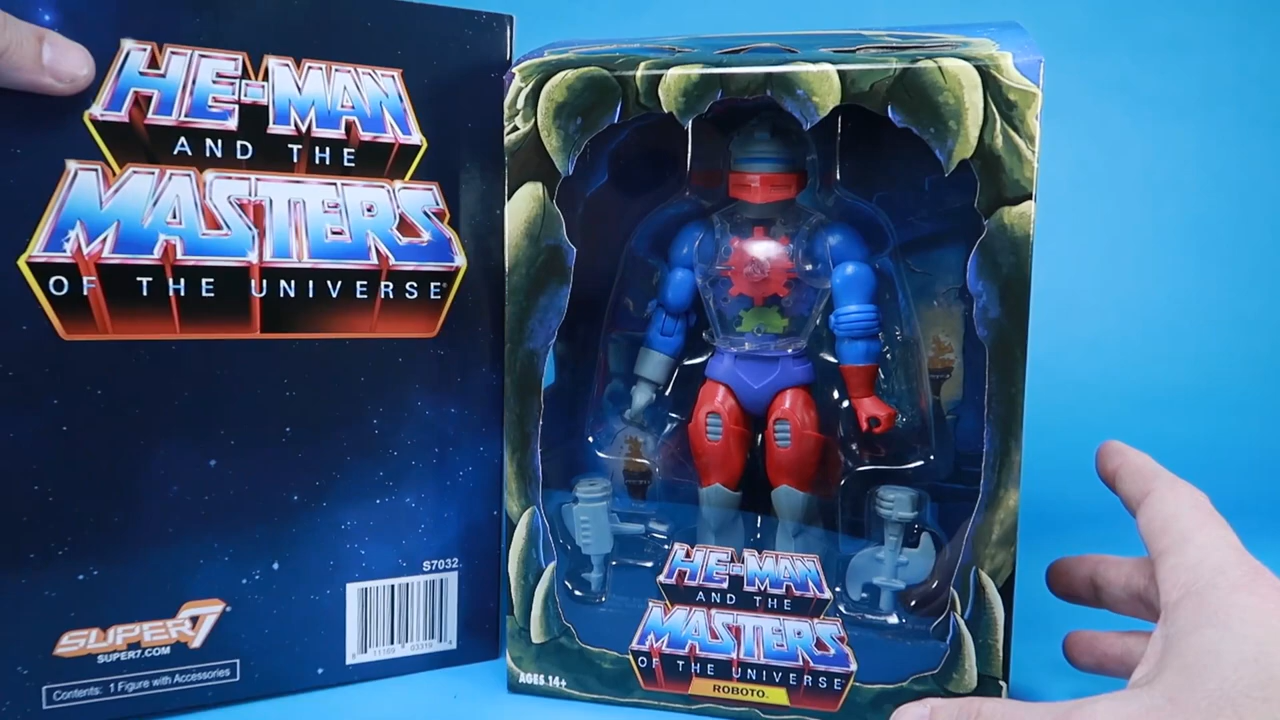 HE-MAN
AND THE
MASTERS
OF THE UNIVERSE
S7032
SUPER7
SUPER7.COM
Contents: 1 Figure with Accessories
HE-MAN
AND THE
MASTERS
OF THE UNIVERSE
ROBOTO
AGES 14+